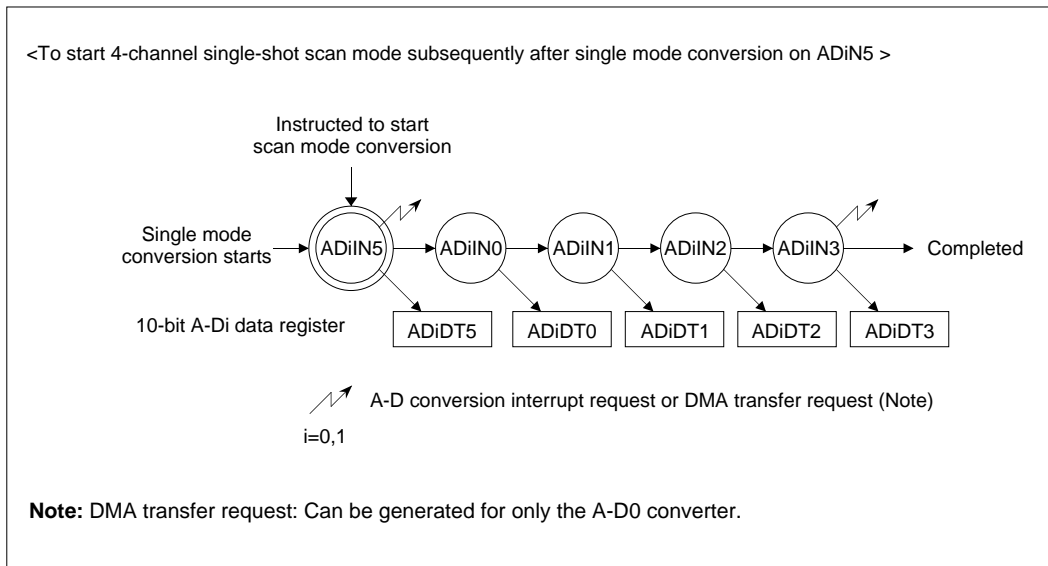 <To start 4-channel single-shot scan mode subsequently after single mode conversion on ADiN5 >
Instructed to start
scan mode conversion
Single mode
conversion starts
ADiIN5
ADiIN0
ADiIN1
ADiIN2
ADiIN3
Completed
10-bit A-Di data register
ADiDT5
ADiDT0
ADiDT1
ADiDT2
ADiDT3
A-D conversion interrupt request or DMA transfer request (Note)
i=0,1
Note: DMA transfer request: Can be generated for only the A-D0 converter.